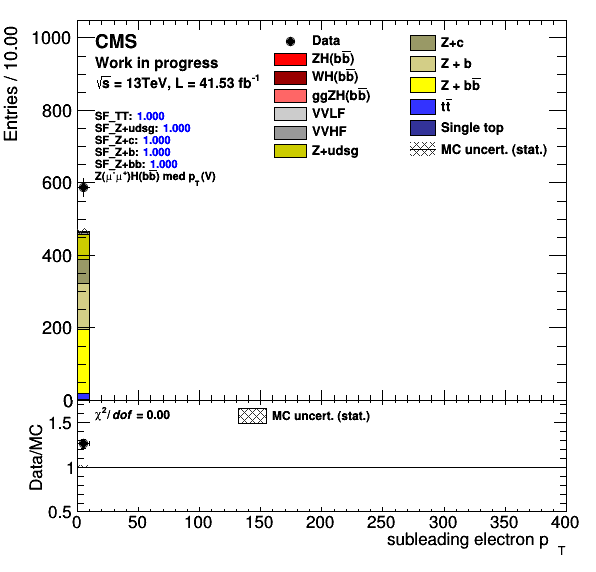 CMS
Work in progress
√s = 13TeV, L = 41.53 fb⁻¹
SF_TT: 1.000
SF_Z+udsg: 1.000
SF_Z+c: 1.000
SF_Z+b: 1.000
SF_Z+bb: 1.000
Z(μ⁻μ⁺)H(bb̅) med p_T(V)
Data
ZH(bb̅)
WH(bb̅)
ggZH(bb̅)
VVLF
VVHF
Z+udsg
Z+c
Z + b
Z + bb̅
tt̅
Single top
MC uncert. (stat.)
Entries / 10.00
1000
800
600
400
200
0
χ²/dof = 0.00
MC uncert. (stat.)
Data/MC
1.5
1
0.5
0 50 100 150 200 250 300 350 400
subleading electron p_T